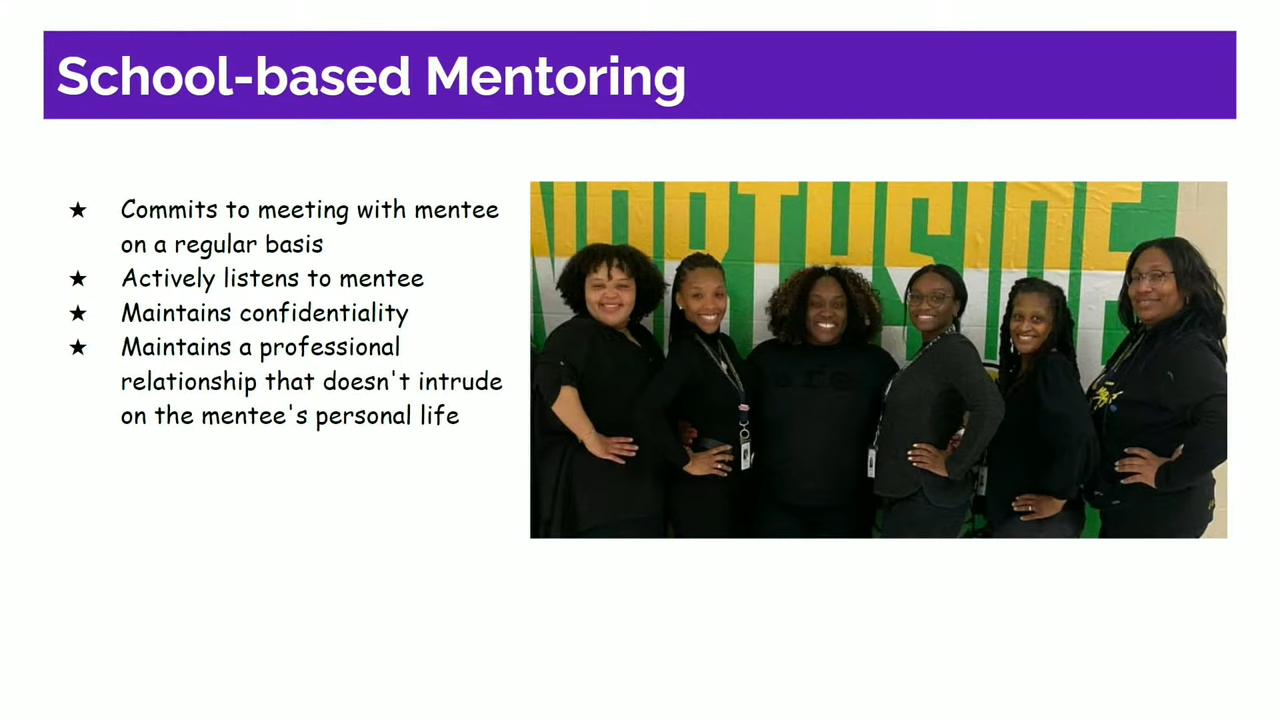 School-based Mentoring
★ Commits to meeting with mentee
on a regular basis
★ Actively listens to mentee
★ Maintains confidentiality
★ Maintains a professional
relationship that doesn't intrude
on the mentee's personal life
NORTHSIDE